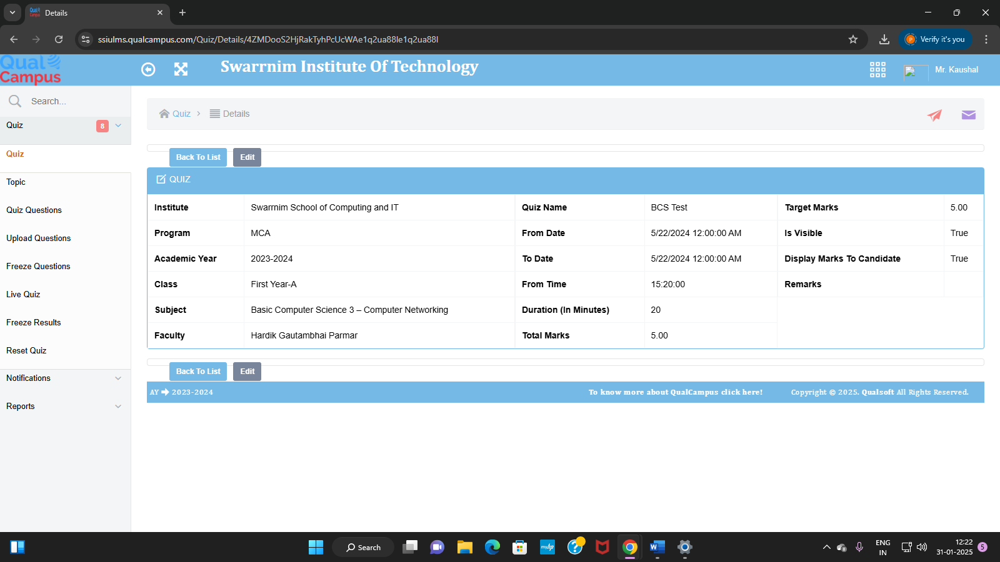 Qual Campus
Details
ssiulms.qualcampus.com/Quiz/Details/4ZMDooS2HjRakTyhPcUcWAe1q2ua88le1q2ua88l
Verify it's you
Qual Campus
Swarrnim Institute Of Technology
Mr. Kaushal
Search...
Quiz 8
Quiz
Topic
Quiz Questions
Upload Questions
Freeze Questions
Live Quiz
Freeze Results
Reset Quiz
Notifications
Reports
Quiz > Details
Back To List Edit
QUIZ
Institute Swarrnim School of Computing and IT Quiz Name BCS Test Target Marks 5.00
Program MCA From Date 5/22/2024 12:00:00 AM Is Visible True
Academic Year 2023-2024 To Date 5/22/2024 12:00:00 AM Display Marks To Candidate True
Class First Year-A From Time 15:20:00 Remarks
Subject Basic Computer Science 3 – Computer Networking Duration (In Minutes) 20
Faculty Hardik Gautambhai Parmar Total Marks 5.00
Back To List Edit
AY 2023-2024 To know more about QualCampus click here! Copyright © 2025. Qualsoft All Rights Reserved.
Search
myhp
ENG
IN
12:22
31-01-2025
5